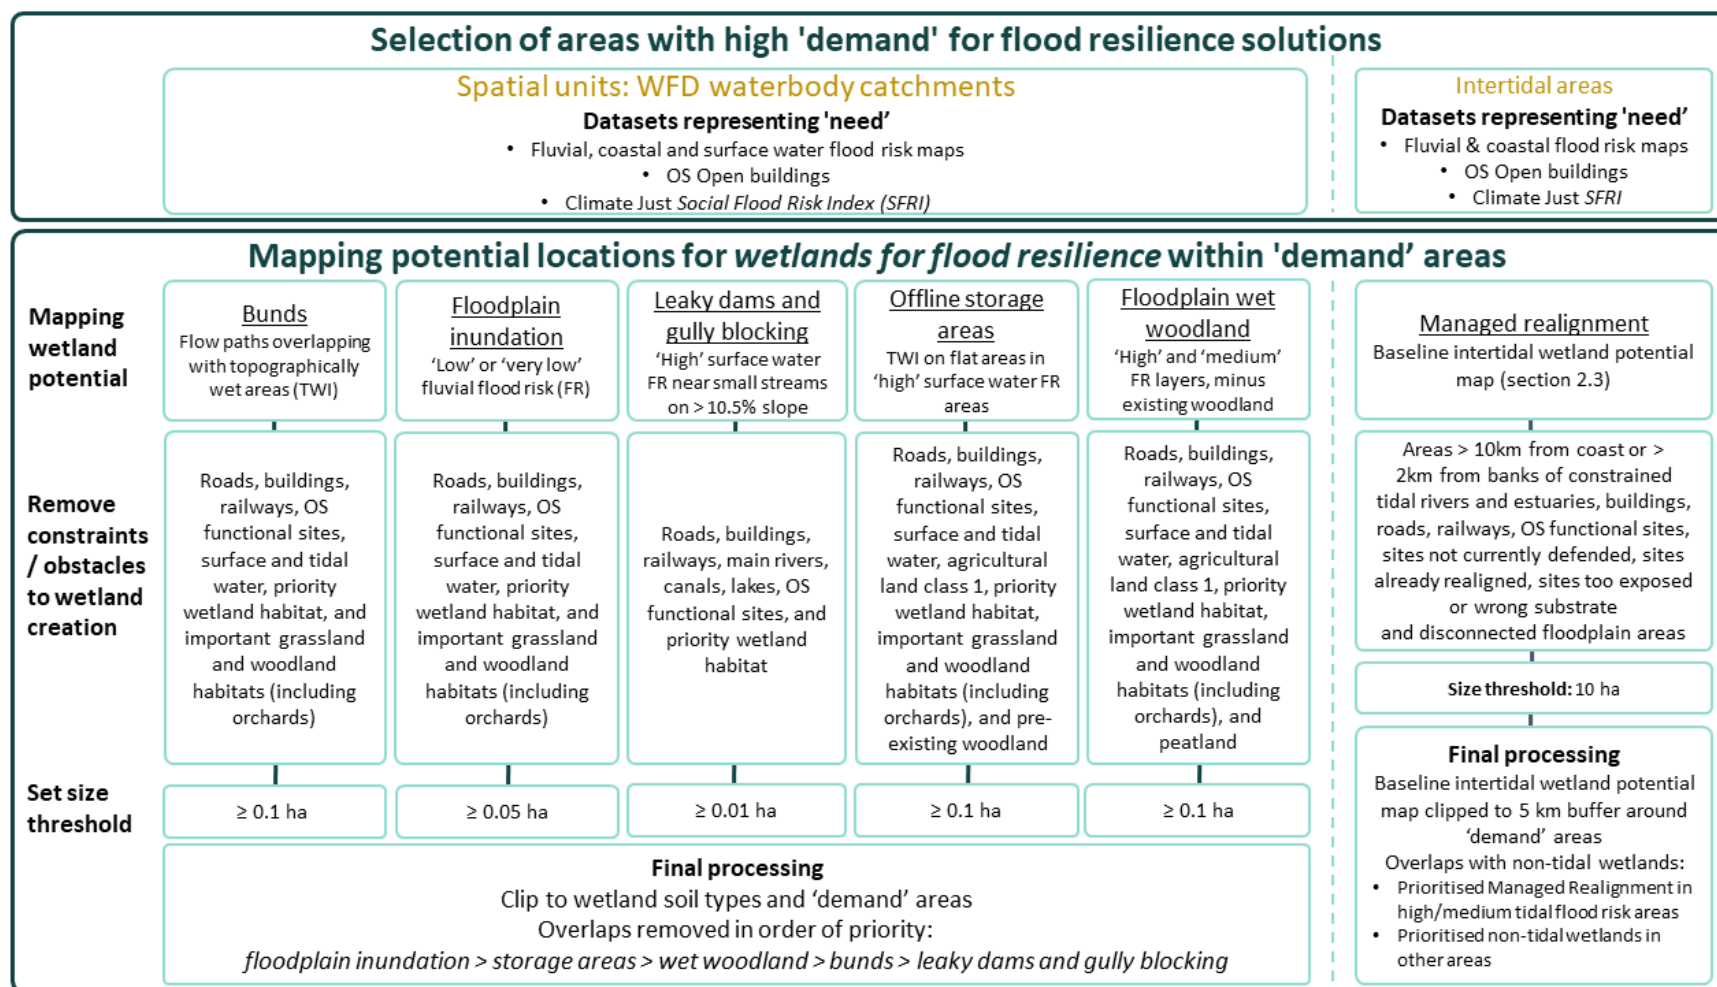 Selection of areas with high 'demand' for flood resilience solutions
Spatial units: WFD waterbody catchments
Datasets representing 'need’
• Fluvial, coastal and surface water flood risk maps
• OS Open buildings
• Climate Just Social Flood Risk Index (SFRI)
Intertidal areas
Datasets representing 'need’
• Fluvial & coastal flood risk maps
• OS Open buildings
• Climate Just SFRI
Mapping potential locations for wetlands for flood resilience within 'demand’ areas
Mapping
wetland
potential
Bunds
Flow paths overlapping
with topographically
wet areas (TWI)
Floodplain
inundation
‘Low’ or ‘very low’
fluvial flood risk (FR)
Leaky dams and
gully blocking
‘High’ surface water
FR near small streams
on > 10.5% slope
Offline storage
areas
TWI on flat areas in
‘high’ surface water FR
areas
Floodplain wet
woodland
‘High’ and ‘medium’
FR layers, minus
existing woodland
Managed realignment
Baseline intertidal wetland potential
map (section 2.3)
Remove
constraints
/ obstacles
to wetland
creation
Roads, buildings,
railways, OS
functional sites,
surface and tidal
water, priority
wetland habitat, and
important grassland
and woodland
habitats (including
orchards)
Roads, buildings,
railways, OS
functional sites,
surface and tidal
water, priority
wetland habitat, and
important grassland
and woodland
habitats (including
orchards)
Roads, buildings,
railways, main rivers,
canals, lakes, OS
functional sites, and
priority wetland
habitat
Roads, buildings,
railways, OS
functional sites,
surface and tidal
water, agricultural
land class 1, priority
wetland habitat,
important grassland
and woodland
habitats (including
orchards), and pre-
existing woodland
Roads, buildings,
railways, OS
functional sites,
surface and tidal
water, agricultural
land class 1, priority
wetland habitat,
important grassland
and woodland
habitats (including
orchards), and
peatland
Areas > 10km from coast or >
2km from banks of constrained
tidal rivers and estuaries, buildings,
roads, railways, OS functional sites,
sites not currently defended, sites
already realigned, sites too exposed
or wrong substrate
and disconnected floodplain areas
Set size
threshold
≥ 0.1 ha
≥ 0.05 ha
≥ 0.01 ha
≥ 0.1 ha
≥ 0.1 ha
Size threshold: 10 ha
Final processing
Clip to wetland soil types and ‘demand’ areas
Overlaps removed in order of priority:
floodplain inundation > storage areas > wet woodland > bunds > leaky dams and gully blocking
Final processing
Baseline intertidal wetland potential
map clipped to 5 km buffer around
‘demand’ areas
Overlaps with non-tidal wetlands:
• Prioritised Managed Realignment in
high/medium tidal flood risk areas
• Prioritised non-tidal wetlands in
other areas